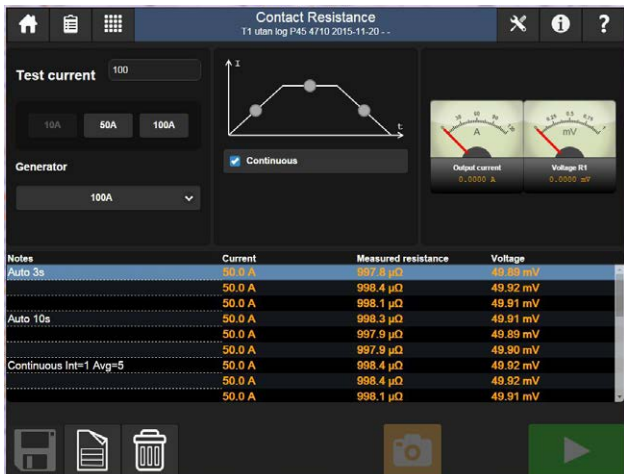 Contact Resistance
T1 utan log P45 4710 2015-11-20 - -
?
Test current 100
10A 50A 100A
Generator
100A
I
t
Continuous
A
mV
Output current
0.0000 A
Voltage R1
0.0000 mV
Notes Current Measured resistance Voltage
Auto 3s 50.0 A 997.8 µΩ 49.89 mV
50.0 A 998.4 µΩ 49.92 mV
50.0 A 998.1 µΩ 49.91 mV
Auto 10s 50.0 A 998.3 µΩ 49.91 mV
50.0 A 997.9 µΩ 49.89 mV
50.0 A 997.9 µΩ 49.90 mV
Continuous Int=1 Avg=5 50.0 A 998.4 µΩ 49.92 mV
50.0 A 998.4 µΩ 49.92 mV
50.0 A 998.1 µΩ 49.91 mV